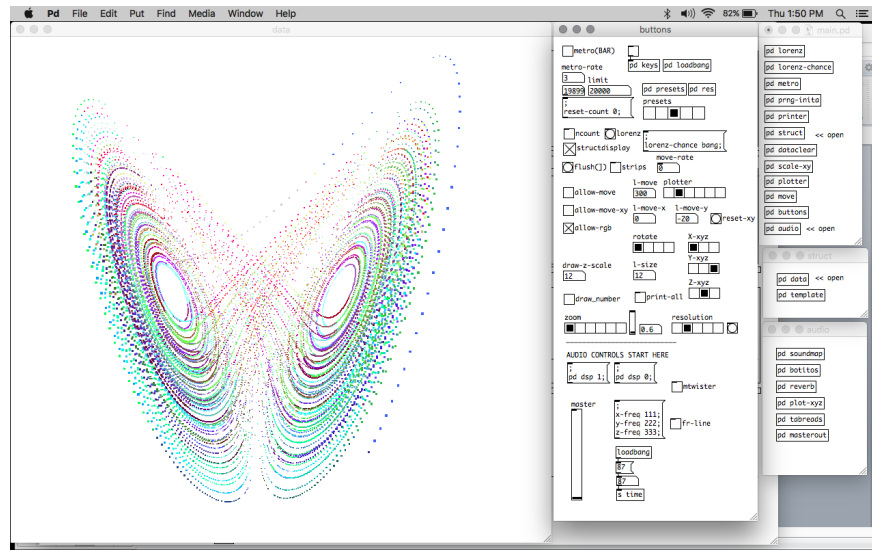 Pd File Edit Put Find Media Window Help
82% Thu 1:50 PM
data
buttons
main.pd
metro(BAR)
pd keys pd loadbang
metro-rate
3 limit
19899 20000
pd presets pd res
;
reset-count 0;
presets
ncount lorenz
;
lorenz-chance bang;
structdisplay
move-rate
flush(]) strips 0
l-move plotter
allow-move 300
allow-move-xy l-move-x l-move-y
0 -20 reset-xy
allow-rgb
rotate X-xyz
Y-xyz
draw-z-scale l-size
12 12
Z-xyz
draw_number print-all
zoom resolution
0.6
AUDIO CONTROLS START HERE
;
pd dsp 1;
;
pd dsp 0;
mtwister
master
;
x-freq 111;
y-freq 222;
z-freq 333;
fr-line
loadbang
87
87
s time
pd lorenz
pd lorenz-chance
pd metro
pd prng-inita
pd printer
pd struct << open
pd dataclear
pd scale-xy
pd plotter
pd move
pd buttons
pd audio << open
struct
pd data << open
pd template
audio
pd soundmap
pd botitos
pd reverb
pd plot-xyz
pd tabreads
pd masterout